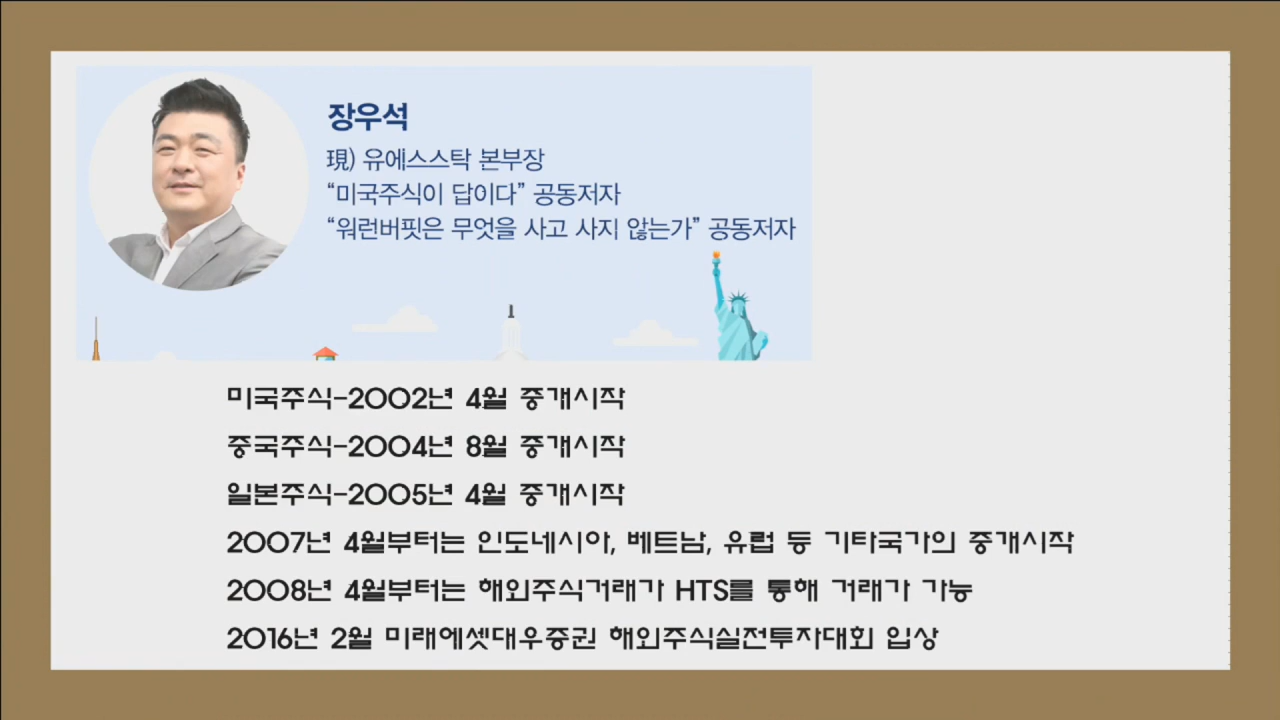 장우석
現) 유에스스탁 본부장
“미국주식이 답이다” 공동저자
“워런버핏은 무엇을 사고 사지 않는가” 공동저자
미국주식-2002년 4월 중개시작
중국주식-2004년 8월 중개시작
일본주식-2005년 4월 중개시작
2007년 4월부터는 인도네시아, 베트남, 유럽 등 기타국가의 중개시작
2008년 4월부터는 해외주식거래가 HTS를 통해 거래가 가능
2016년 2월 미래에셋대우증권 해외주식실전투자대회 입상